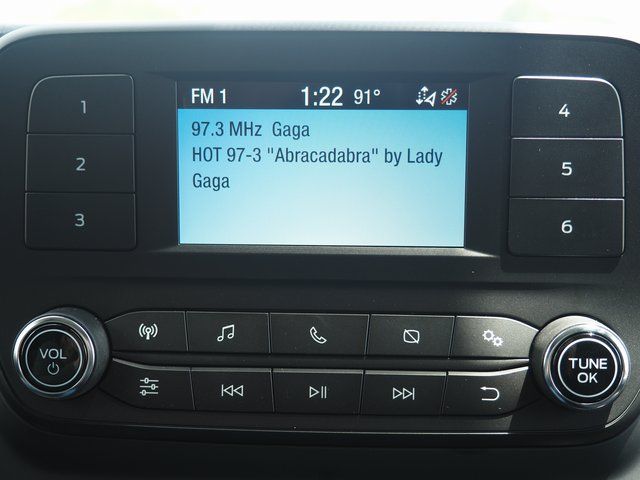 FM 1 1:22 91°
97.3 MHz Gaga
HOT 97-3 "Abracadabra" by Lady
Gaga
1
2
3
4
5
6
VOL
TUNE
OK